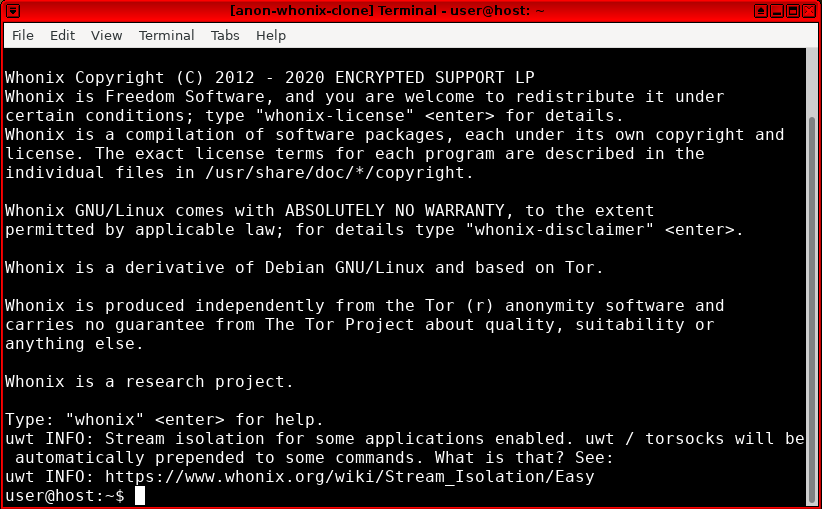 [anon-whonix-clone] Terminal - user@host: ~
File Edit View Terminal Tabs Help
Whonix Copyright (C) 2012 - 2020 ENCRYPTED SUPPORT LP
Whonix is Freedom Software, and you are welcome to redistribute it under
certain conditions; type "whonix-license" <enter> for details.
Whonix is a compilation of software packages, each under its own copyright and
license. The exact license terms for each program are described in the
individual files in /usr/share/doc/*/copyright.
Whonix GNU/Linux comes with ABSOLUTELY NO WARRANTY, to the extent
permitted by applicable law; for details type "whonix-disclaimer" <enter>.
Whonix is a derivative of Debian GNU/Linux and based on Tor.
Whonix is produced independently from the Tor (r) anonymity software and
carries no guarantee from The Tor Project about quality, suitability or
anything else.
Whonix is a research project.
Type: "whonix" <enter> for help.
uwt INFO: Stream isolation for some applications enabled. uwt / torsocks will be
 automatically prepended to some commands. What is that? See:
uwt INFO: https://www.whonix.org/wiki/Stream_Isolation/Easy
user@host:~$